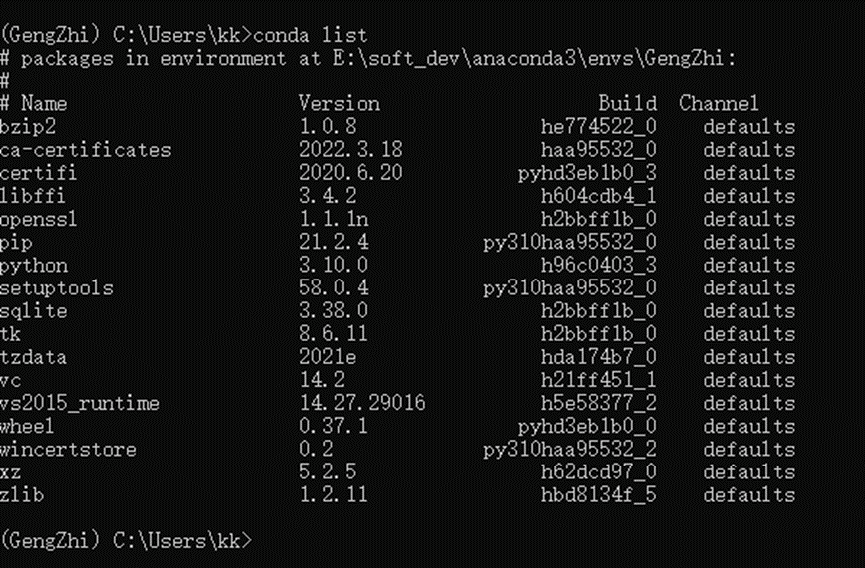 (GengZhi) C:\Users\kk>conda list
# packages in environment at E:\soft_dev\anaconda3\envs\GengZhi:
#
# Name Version Build Channel
bzip2 1.0.8 he774522_0 defaults
ca-certificates 2022.3.18 haa95532_0 defaults
certifi 2020.6.20 pyhd3eb1b0_3 defaults
libffi 3.4.2 h604cdb4_1 defaults
openssl 1.1.1n h2bbff1b_0 defaults
pip 21.2.4 py310haa95532_0 defaults
python 3.10.0 h96c0403_3 defaults
setuptools 58.0.4 py310haa95532_0 defaults
sqlite 3.38.0 h2bbff1b_0 defaults
tk 8.6.11 h2bbff1b_0 defaults
tzdata 2021e hda174b7_0 defaults
vc 14.2 h21ff451_1 defaults
vs2015_runtime 14.27.29016 h5e58377_2 defaults
wheel 0.37.1 pyhd3eb1b0_0 defaults
wincertstore 0.2 py310haa95532_2 defaults
xz 5.2.5 h62dcd97_0 defaults
zlib 1.2.11 hbd8134f_5 defaults
(GengZhi) C:\Users\kk>